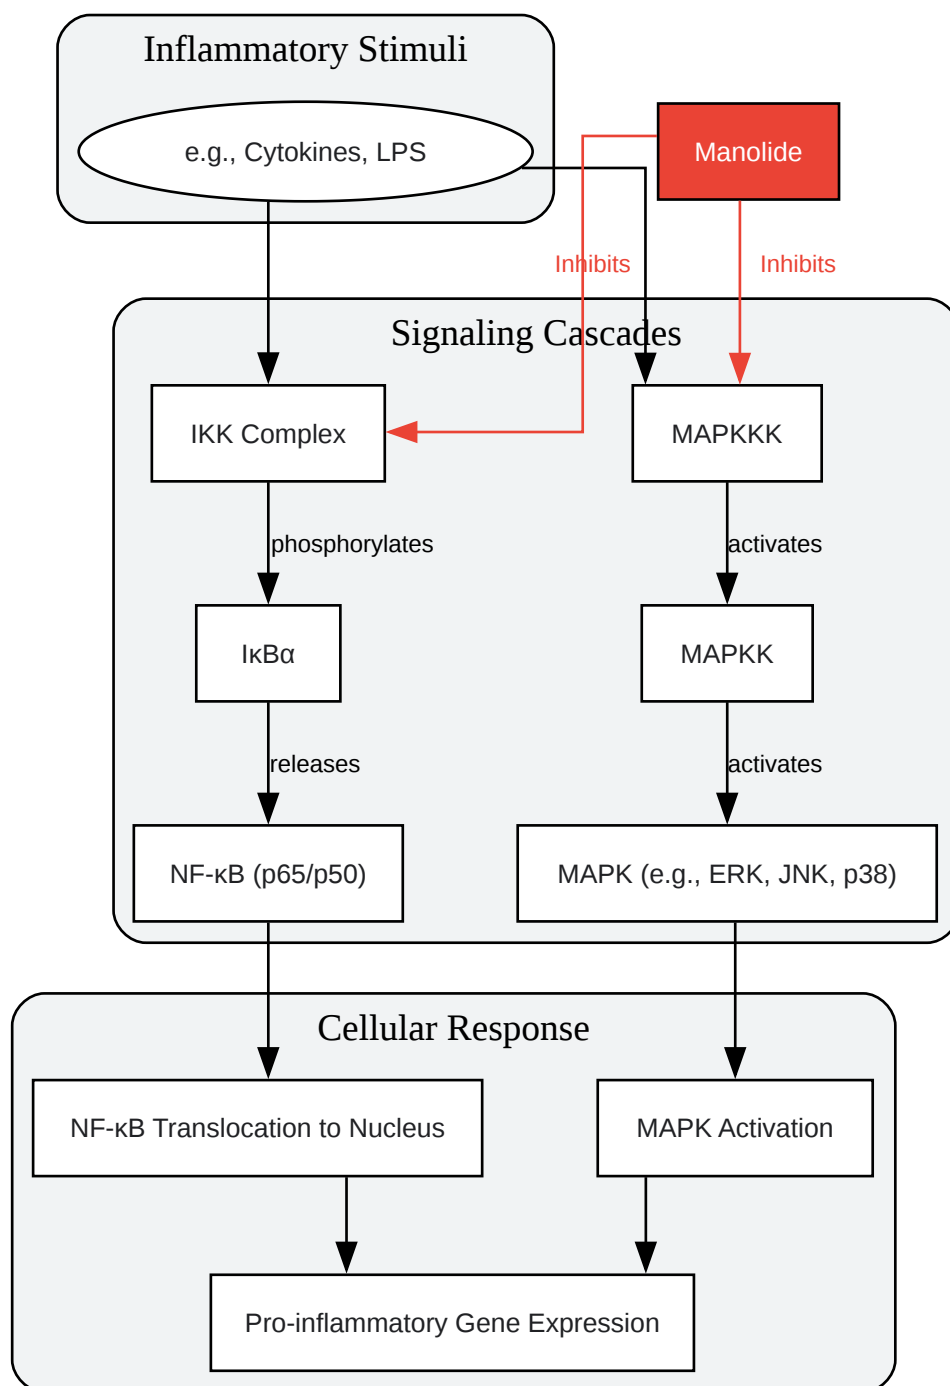 Inflammatory Stimuli
e.g., Cytokines, LPS
Manolide
Inhibits
Inhibits
Signaling Cascades
IKK Complex
MAPKKK
phosphorylates
activates
IκBα
MAPKK
releases
activates
NF-κB (p65/p50)
MAPK (e.g., ERK, JNK, p38)
Cellular Response
NF-κB Translocation to Nucleus
MAPK Activation
Pro-inflammatory Gene Expression